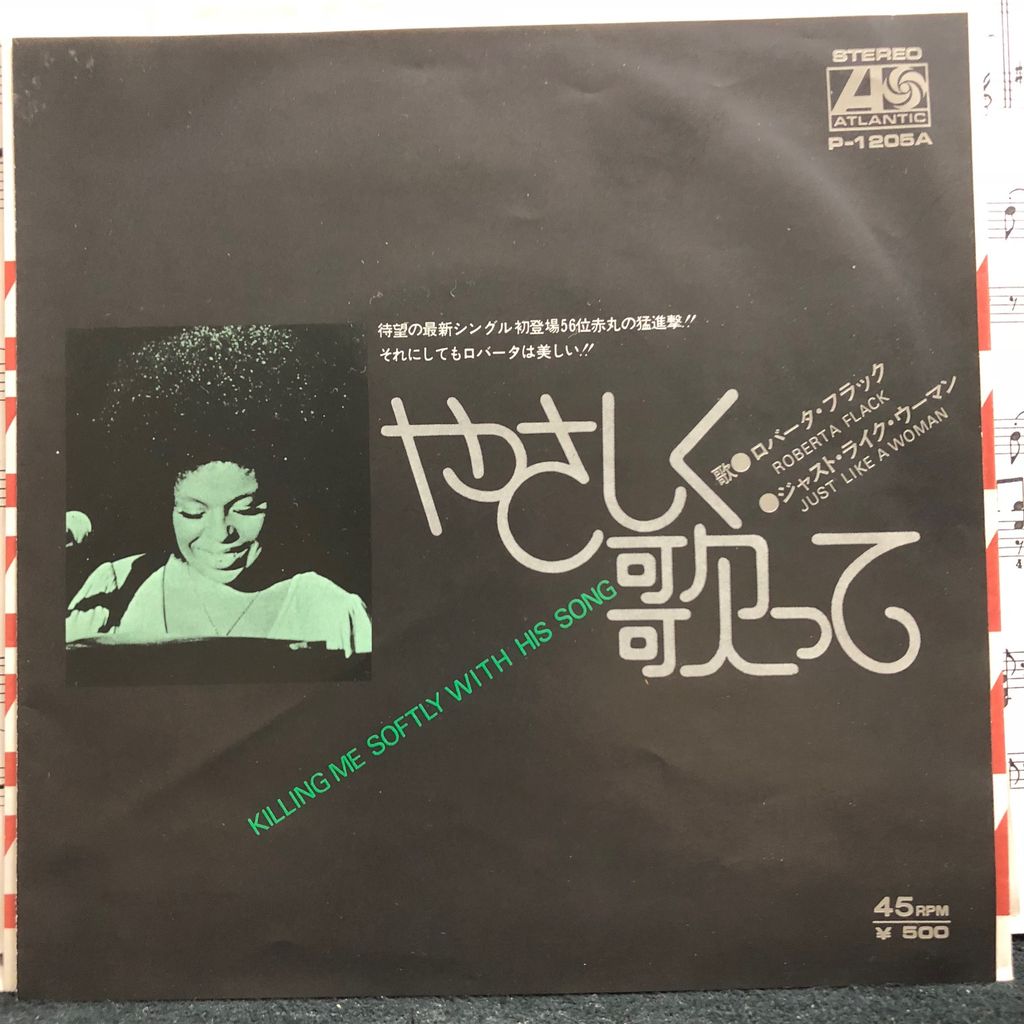 STEREO
ATLANTIC
P-1205A
待望の最新シングル初登場56位赤丸の猛進撃!!
それにしてもロバータは美しい!!
やさしく
歌って
歌●ロバータ・フラック
ROBERTA FLACK
●ジャスト・ライク・ウーマン
JUST LIKE A WOMAN
KILLING ME SOFTLY WITH HIS SONG
45RPM
¥ 500